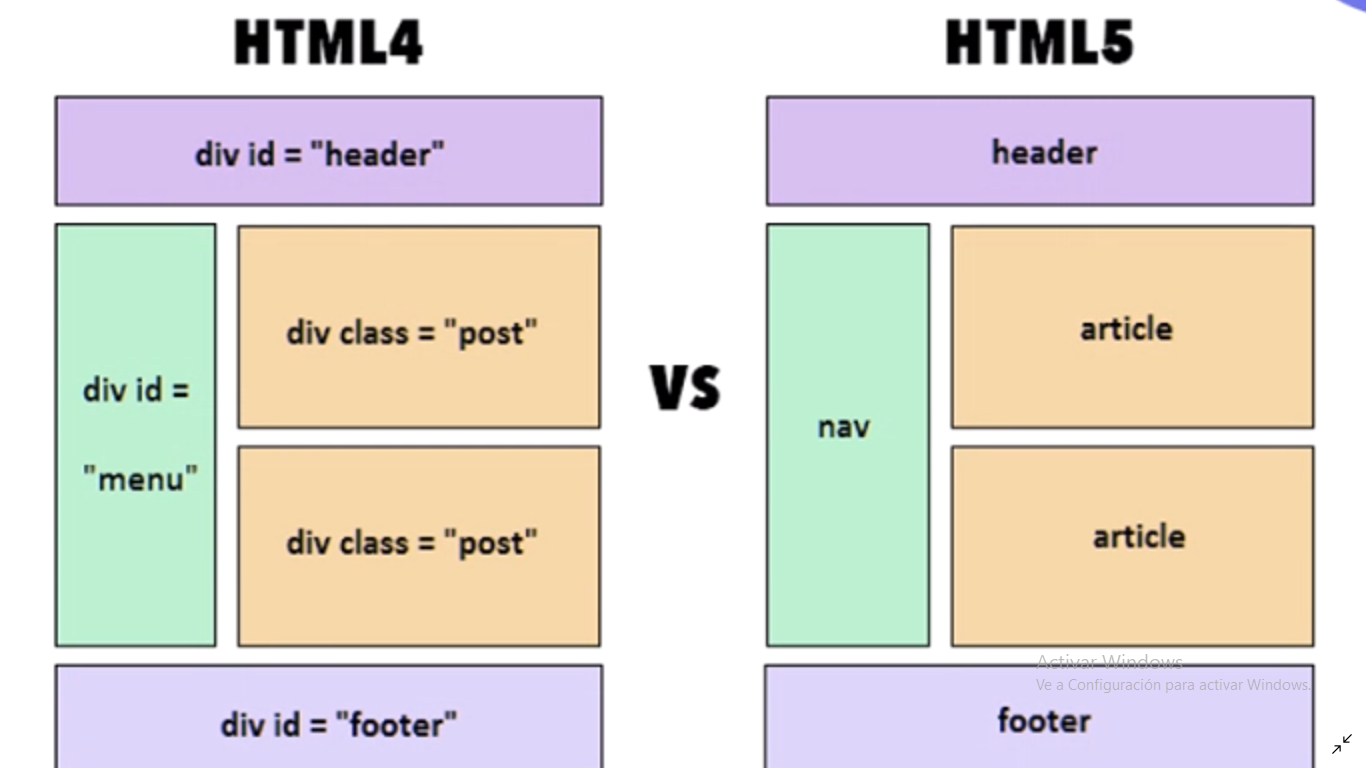 HTML4
HTML5
div id = "header"
header
div id =
"menu"
div class = "post"
div class = "post"
VS
nav
article
article
div id = "footer"
footer
Activar Windows
Ve a Configuración para activar Windows.